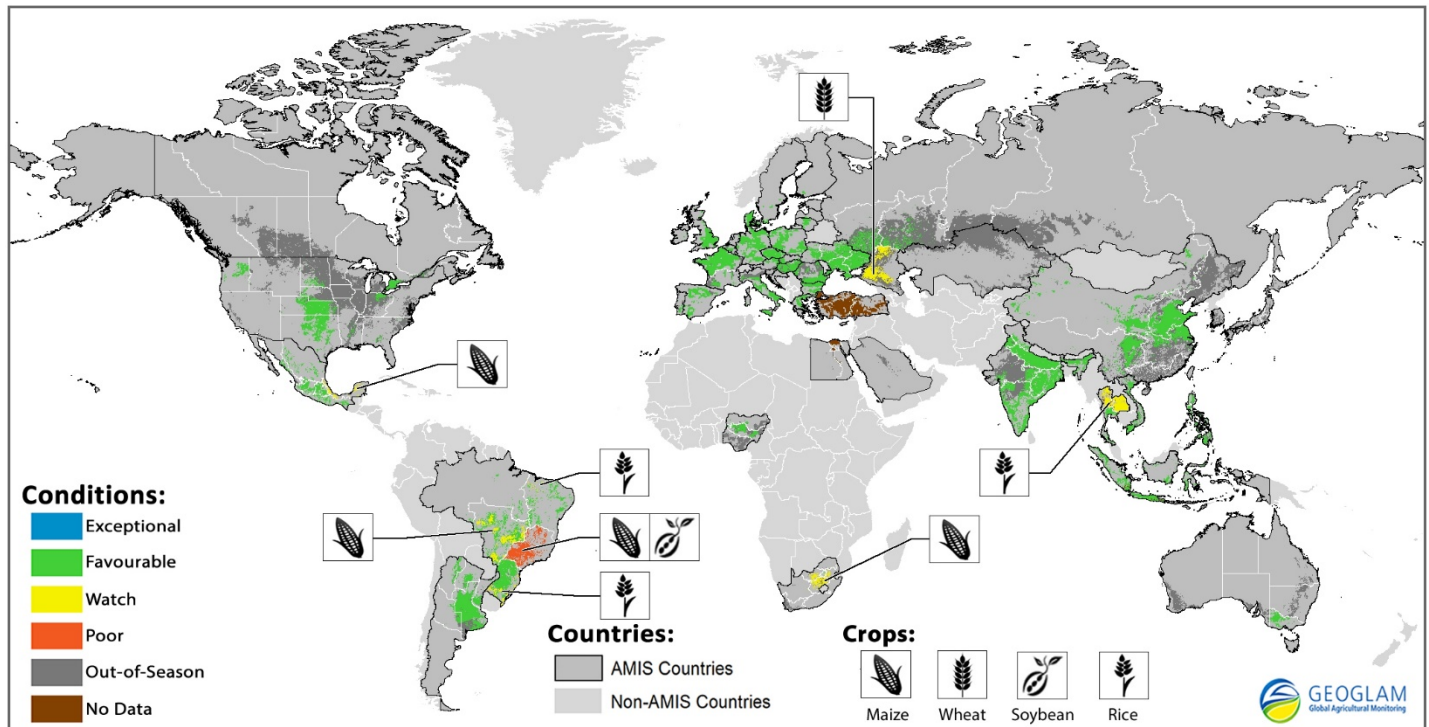 Conditions:
Exceptional
Favourable
Watch
Poor
Out-of-Season
No Data
Countries:
AMIS Countries
Non-AMIS Countries
Crops:
Maize
Wheat
Soybean
Rice
GEOGLAM
Global Agricultural Monitoring